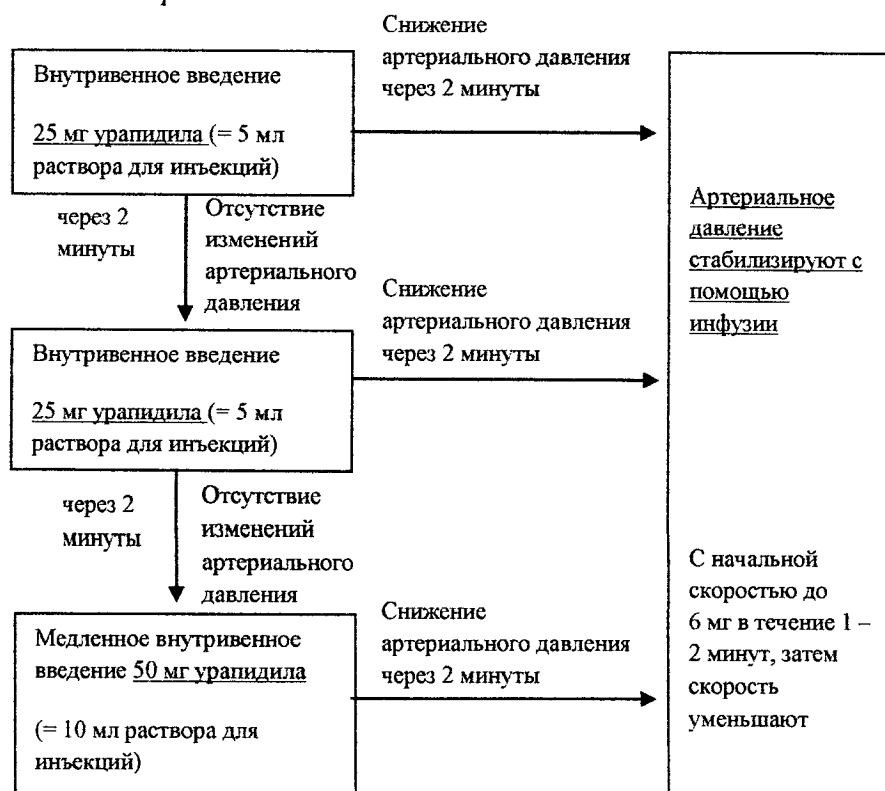 Внутривенное введение
25 мг урапидила (= 5 мл
раствора для инъекций)
Снижение
артериального давления
через 2 минуты
через 2
минуты
Отсутствие
изменений
артериального
давления
Внутривенное введение
25 мг урапидила (= 5 мл
раствора для инъекций)
Снижение
артериального давления
через 2 минуты
через 2
минуты
Отсутствие
изменений
артериального
давления
Медленное внутривенное
введение 50 мг урапидила
(= 10 мл раствора для
инъекций)
Снижение
артериального давления
через 2 минуты
Артериальное
давление
стабилизируют с
помощью
инфузии
С начальной
скоростью до
6 мг в течение 1 –
2 минут, затем
скорость
уменьшают